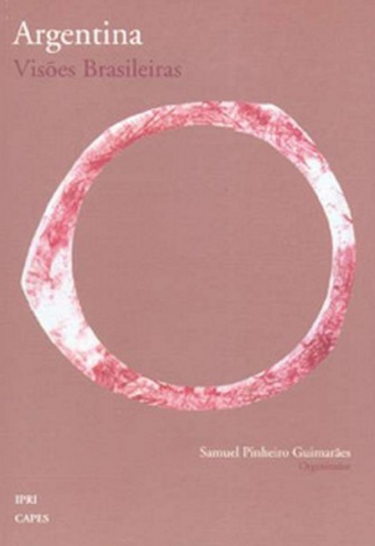 Argentina
Visões Brasileiras
Samuel Pinheiro Guimarães
Organizador
IPRI
CAPES